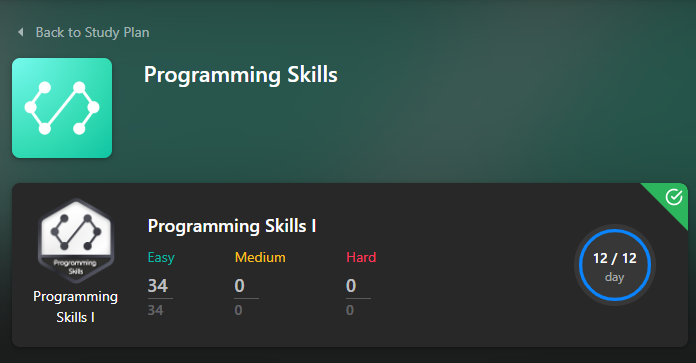 Back to Study Plan
Programming Skills
Programming Skills I
Easy Medium Hard
34 0 0
34 0 0
12 / 12
day
Programming
Skills
Programming
Skills I